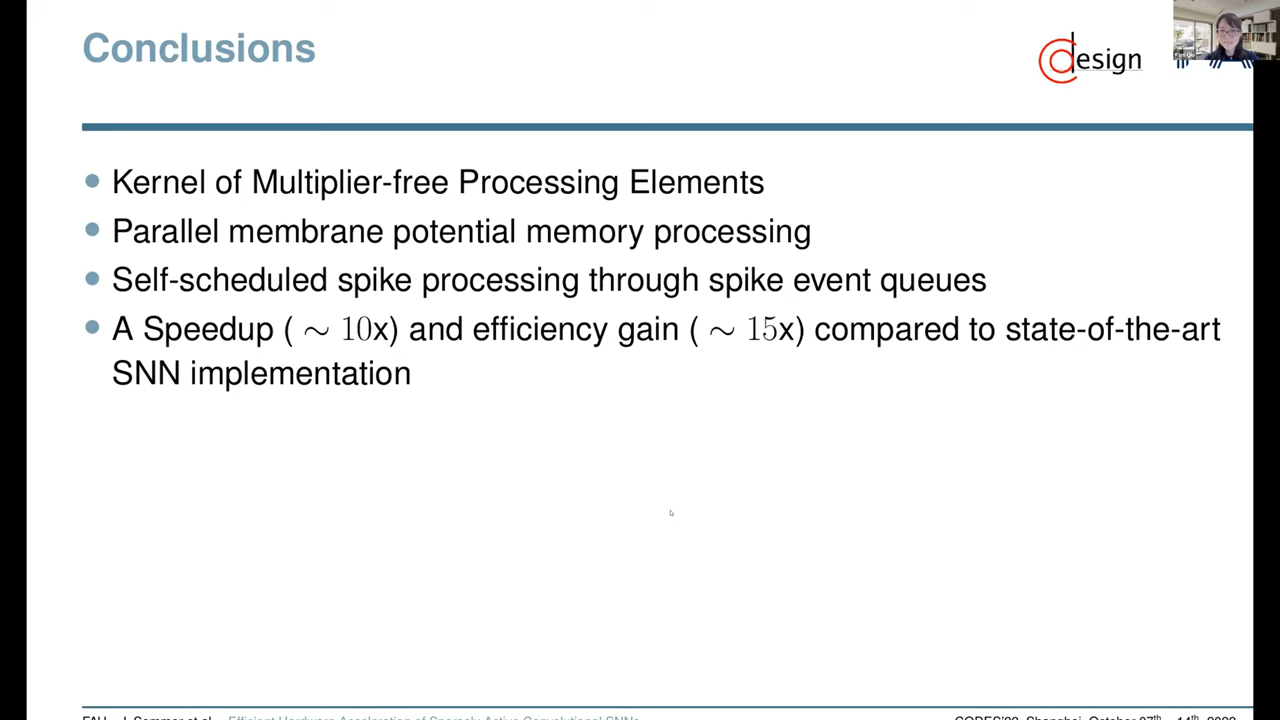 Conclusions
design
Kernel of Multiplier-free Processing Elements
Parallel membrane potential memory processing
Self-scheduled spike processing through spike event queues
A Speedup ( ∼ 10x) and efficiency gain ( ∼ 15x) compared to state-of-the-art
SNN implementation